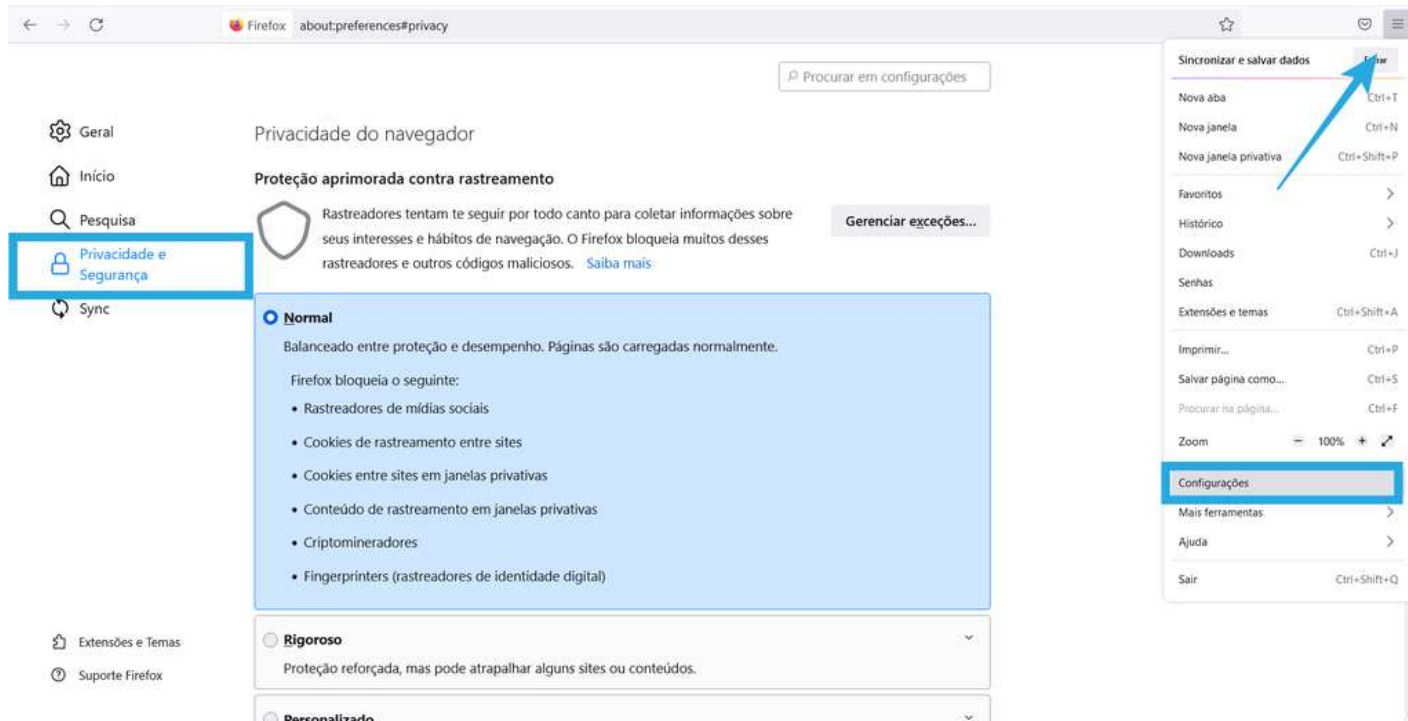 Firefox about:preferences#privacy
Procurar em configurações
Geral
Início
Pesquisa
Privacidade e
Segurança
Sync
Extensões e Temas
Suporte Firefox
Privacidade do navegador
Proteção aprimorada contra rastreamento
Rastreadores tentam te seguir por todo canto para coletar informações sobre
seus interesses e hábitos de navegação. O Firefox bloqueia muitos desses
rastreadores e outros códigos maliciosos. Saiba mais
Gerenciar exceções...
Normal
Balanceado entre proteção e desempenho. Páginas são carregadas normalmente.
Firefox bloqueia o seguinte:
• Rastreadores de mídias sociais
• Cookies de rastreamento entre sites
• Cookies entre sites em janelas privativas
• Conteúdo de rastreamento em janelas privativas
• Criptomineradores
• Fingerprinters (rastreadores de identidade digital)
Rigoroso
Proteção reforçada, mas pode atrapalhar alguns sites ou conteúdos.
Personalizado
Sincronizar e salvar dados
Nova aba Ctrl+T
Nova janela Ctrl+N
Nova janela privativa Ctrl+Shift+P
Favoritos
Histórico
Downloads Ctrl+J
Senhas
Extensões e temas Ctrl+Shift+A
Imprimir... Ctrl+P
Salvar página como... Ctrl+S
Procurar na página... Ctrl+F
Zoom − 100% +
Configurações
Mais ferramentas
Ajuda
Sair Ctrl+Shift+Q